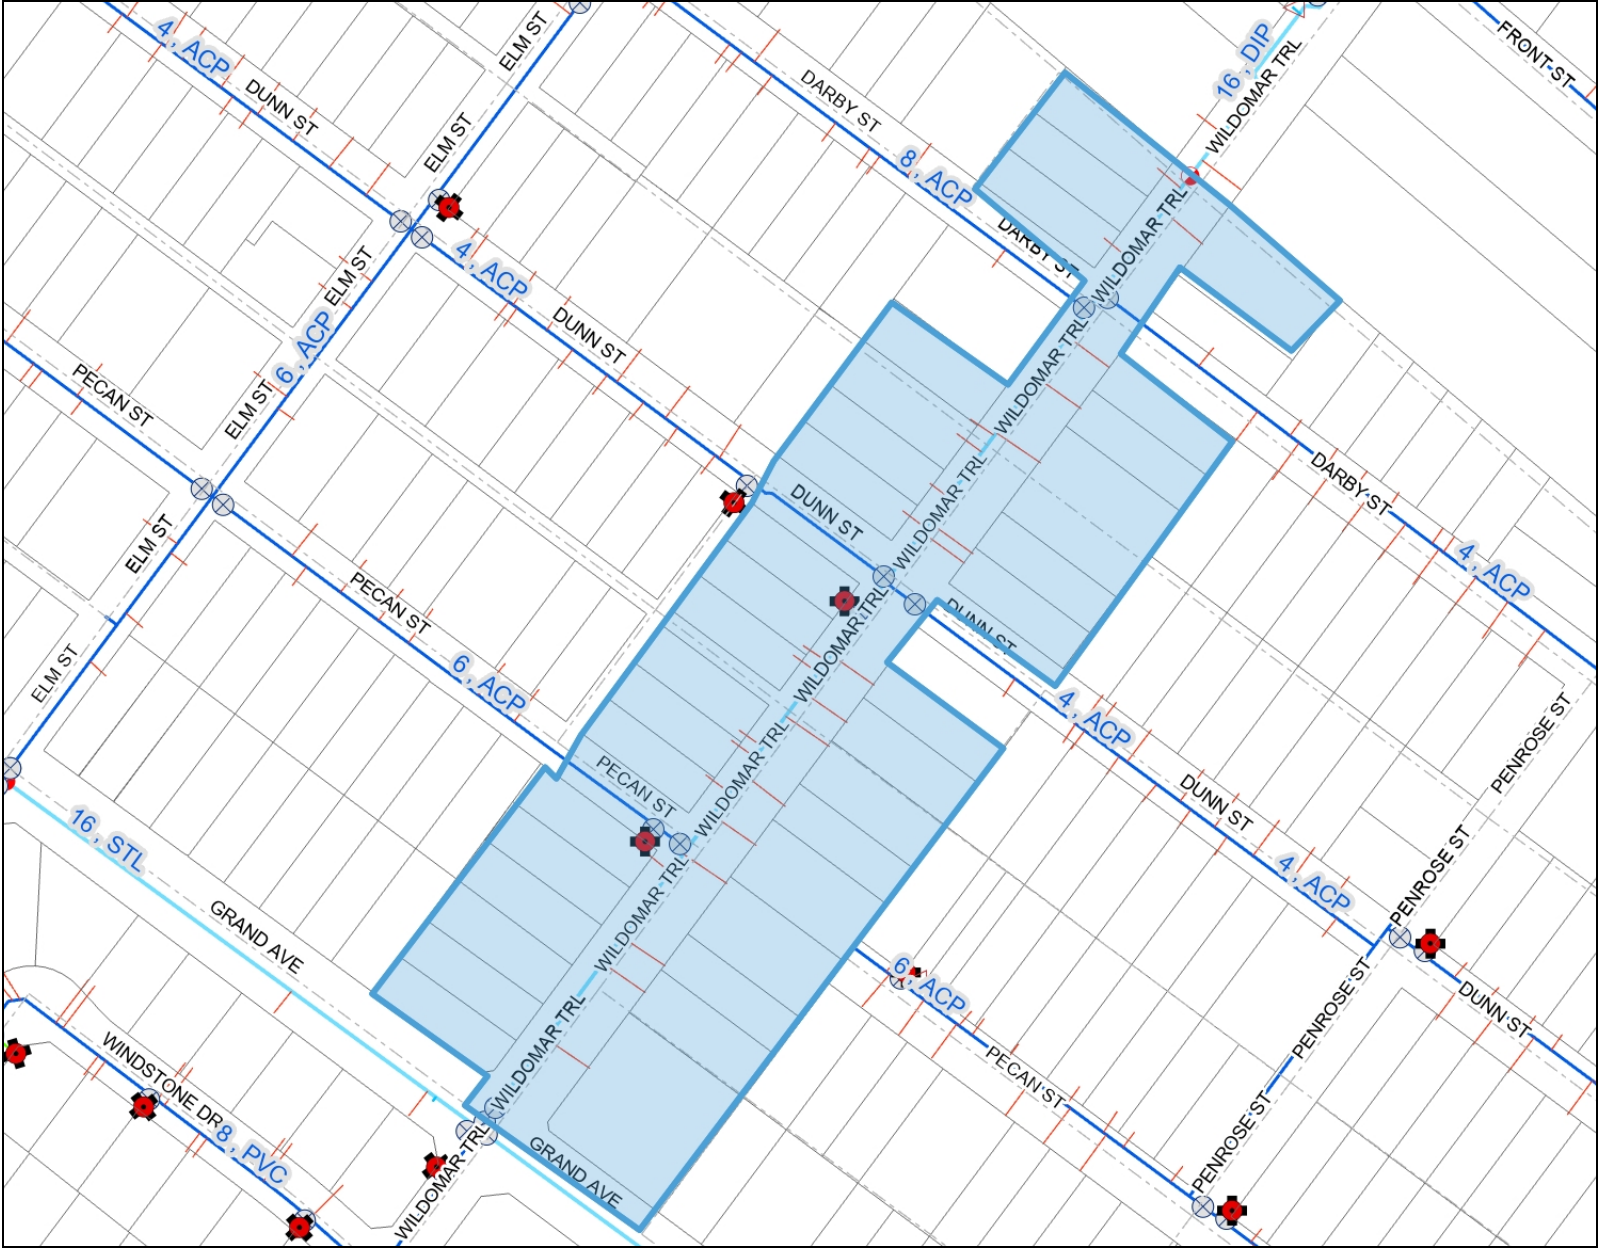 ELM ST
16 , DIP
FRONT ST
4 , ACP
DARBY ST
WILDOMAR TRL
DUNN ST
ELM ST
8 , ACP
WILDOMAR TRL
DARBY ST
4 , ACP
ELM ST
WILDOMAR TRL
DUNN ST
6 , ACP
WILDOMAR TRL
PECAN ST
ELM ST
DARBY ST
WILDOMAR TRL
DUNN ST
4 , ACP
ELM ST
PECAN ST
WILDOMAR TRL
DUNN ST
ELM ST
6 , ACP
4 , ACP
PENROSE ST
WILDOMAR TRL
PECAN ST
DUNN ST
16 , STL
PENROSE ST
4 , ACP
WILDOMAR TRL
GRAND AVE
6 , ACP
PENROSE ST
DUNN ST
WILDOMAR TRL
WINDSTONE DR
PECAN ST
8 , PVC
PENROSE ST
GRAND AVE
WILDOMAR TRL